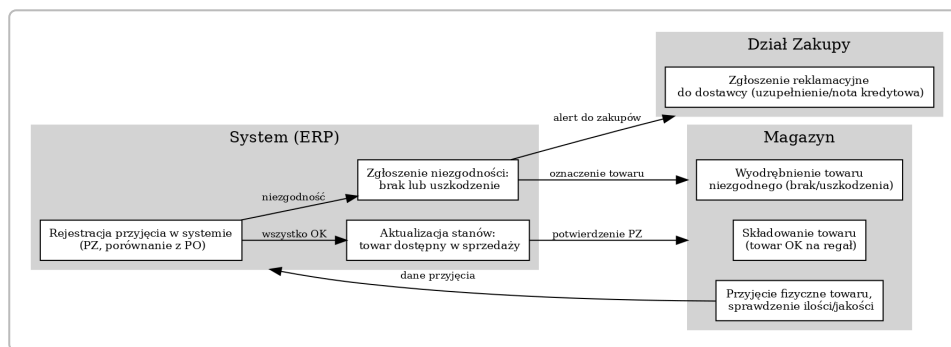 Dział Zakupy
Zgłoszenie reklamacyjne
do dostawcy (uzupełnienie/nota kredytowa)
alert do zakupów
System (ERP)
Magazyn
Zgłoszenie niezgodności:
brak lub uszkodzenie
oznaczenie towaru
Wyodrębnienie towaru
niezgodnego (brak/uszkodzenia)
niezgodność
Rejestracja przyjęcia w systemie
(PZ, porównanie z PO)
wszystko OK
Aktualizacja stanów:
towar dostępny w sprzedaży
potwierdzenie PZ
Składowanie towaru
(towar OK na regał)
dane przyjęcia
Przyjęcie fizyczne towaru,
sprawdzenie ilości/jakości